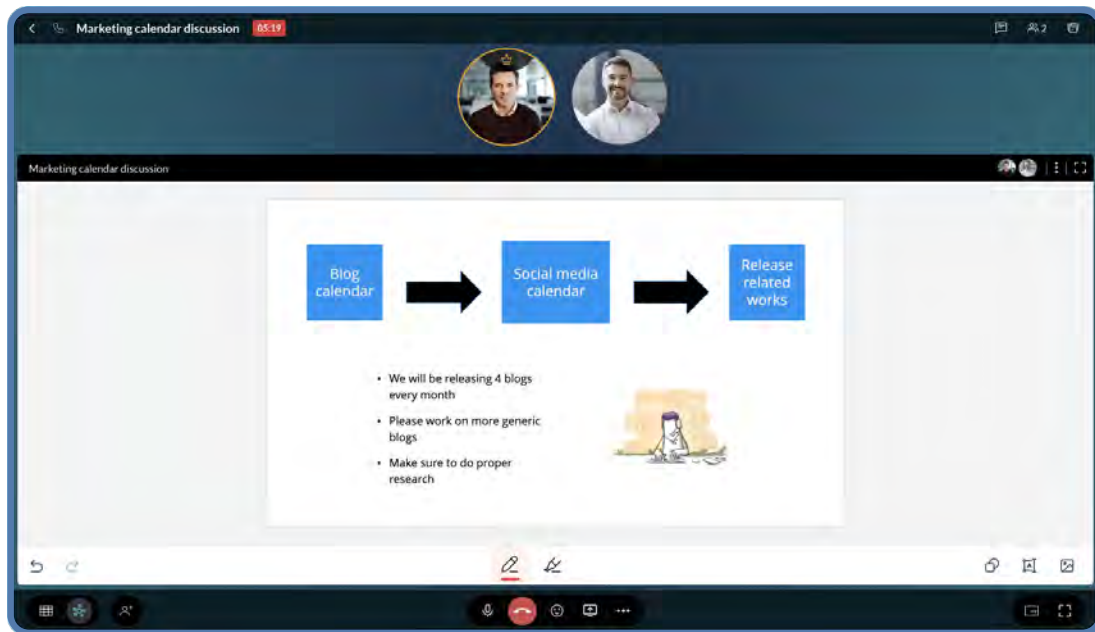 Marketing calendar discussion 05:19
2
Marketing calendar discussion
Blog
calendar
Social media
calendar
Release
related
works
• We will be releasing 4 blogs
every month
• Please work on more generic
blogs
• Make sure to do proper
research